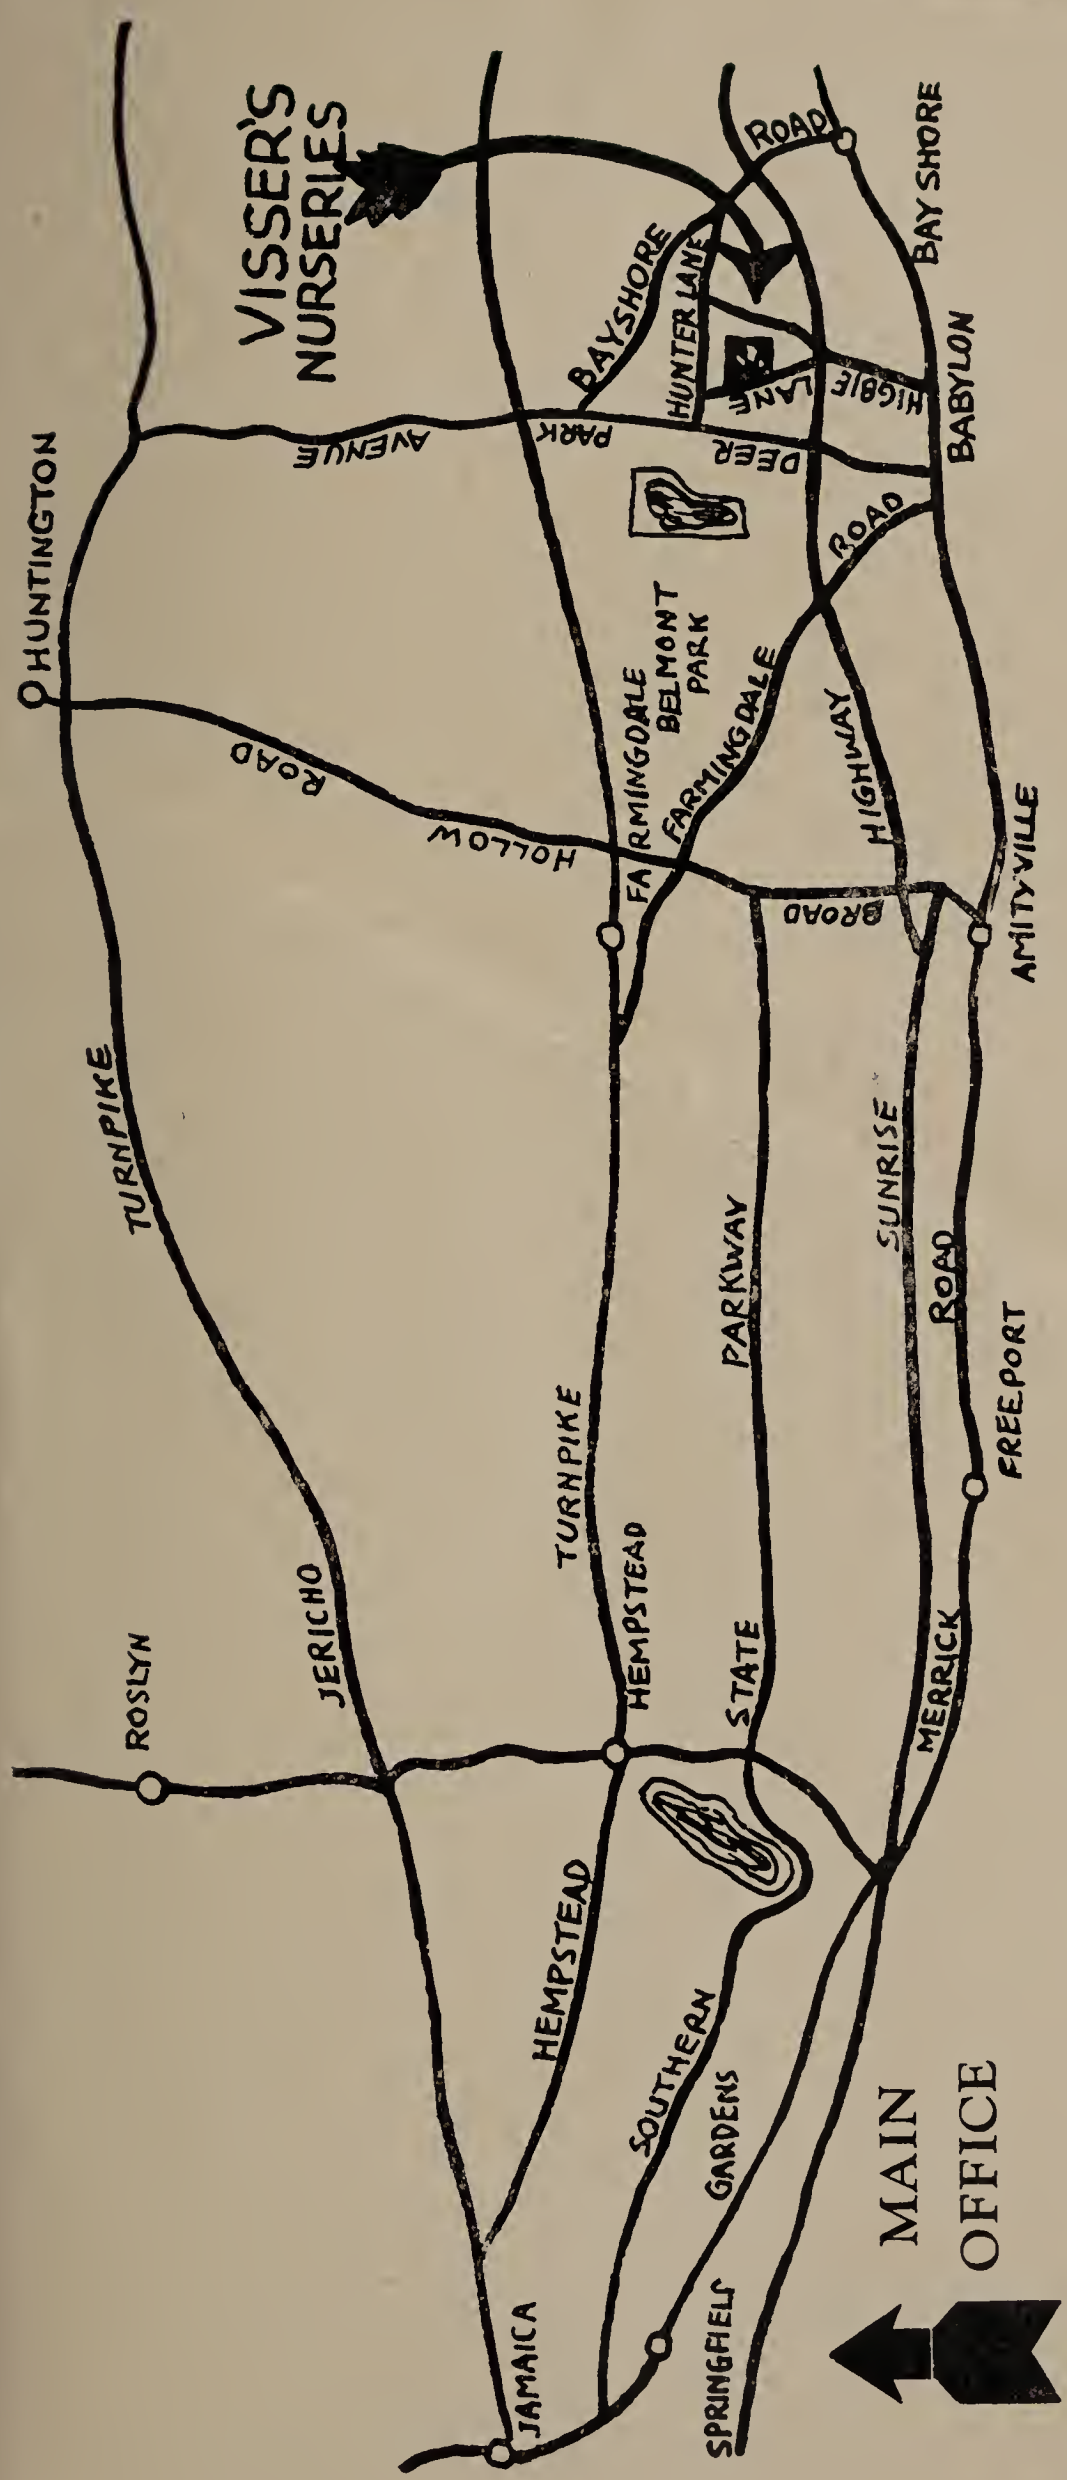 HUNTINGTON
VISSER'S
NURSERIES
ROSLYN
JERICHO
TURNPIKE
ROAD
HOLLOW
BROAD
AVENUE
PARK
DEER
BAYSHORE
ROAD
HUNTER LANE
HIGBIE
LANE
HEMPSTEAD
TURNPIKE
HEMPSTEAD
FARMINGDALE
BELMONT
PARK
FARMINGDALE
ROAD
SOUTHERN
STATE
PARKWAY
SUNRISE
HIGHWAY
MERRICK
ROAD
JAMAICA
SPRINGFIELD
GARDENS
FREEPORT
AMITYVILLE
BABYLON
BAY SHORE
MAIN
OFFICE